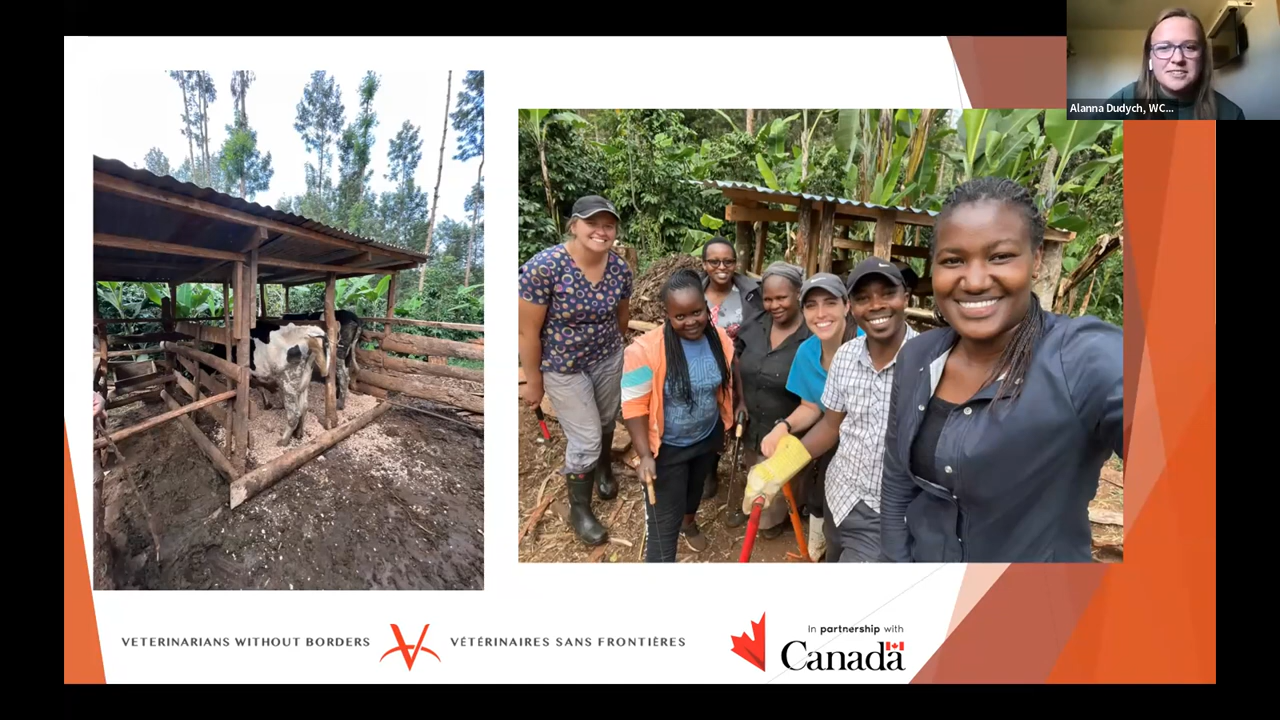 Alanna Dudych, WC...
VETERINARIANS WITHOUT BORDERS
VÉTÉRINAIRES SANS FRONTIÈRES
In partnership with
Canada